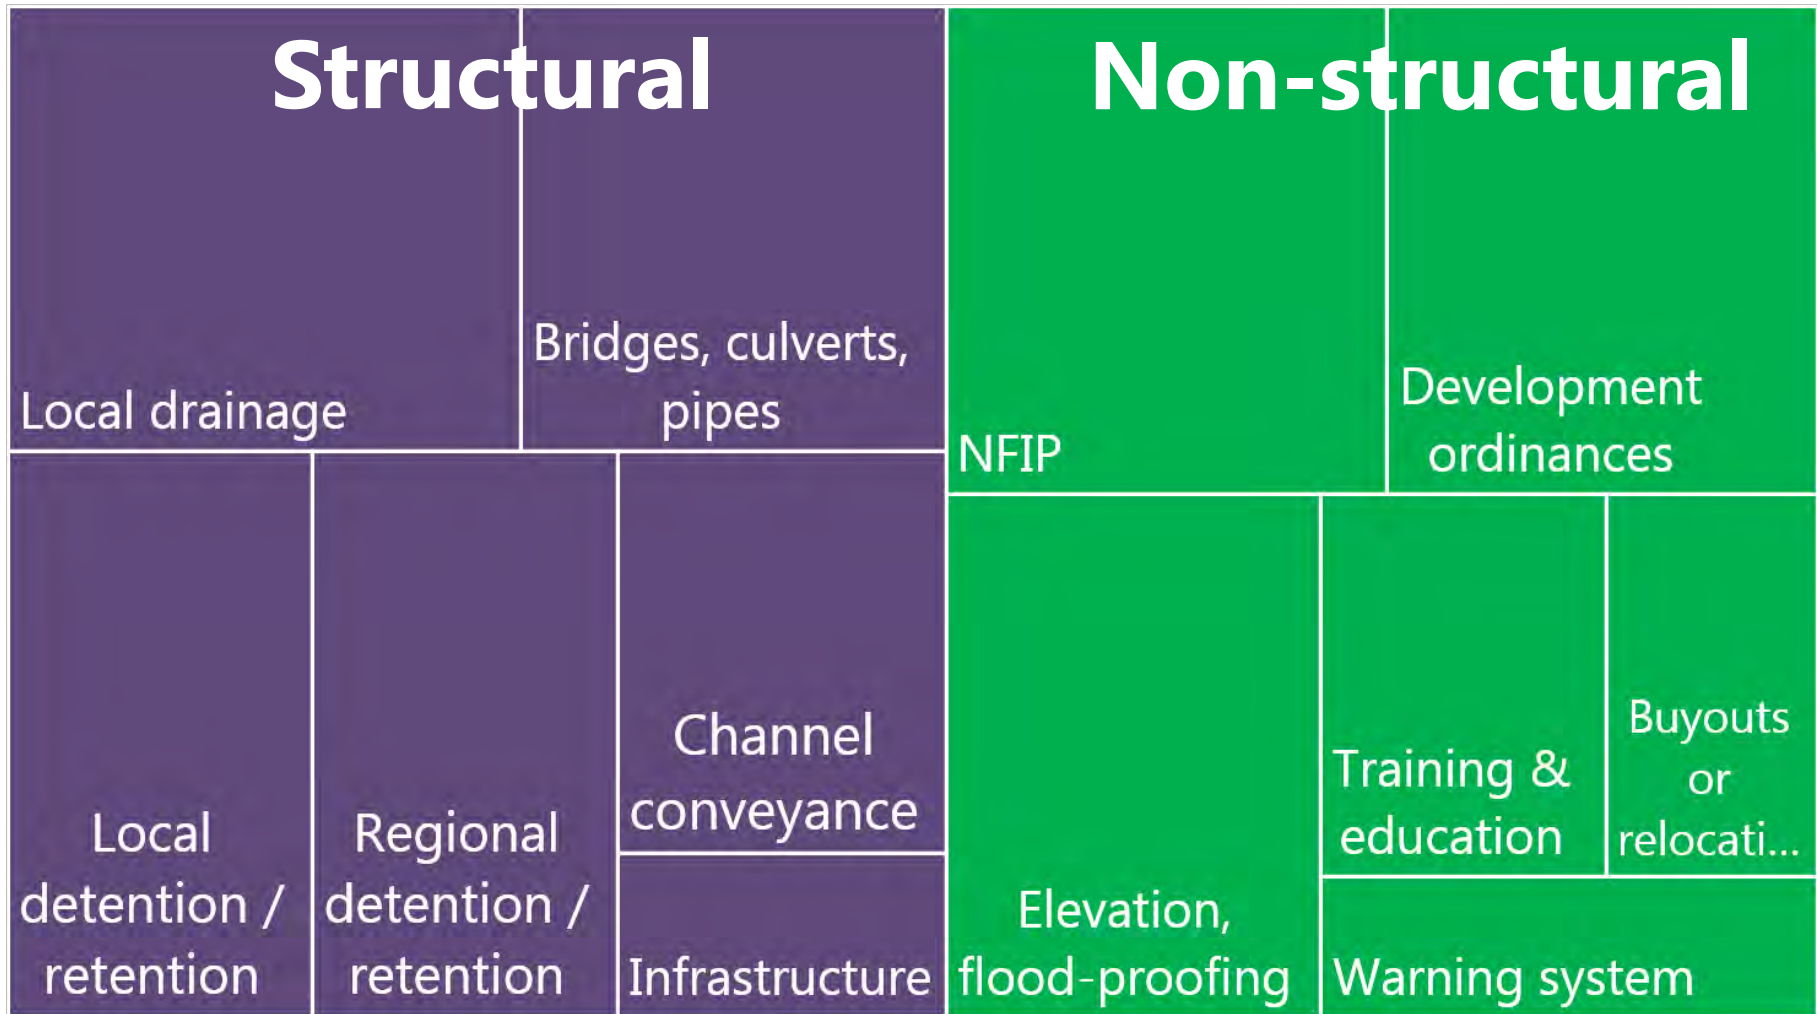 Structural
Local drainage
Bridges, culverts,
pipes
Local
detention /
retention
Regional
detention /
retention
Channel
conveyance
Infrastructure
Non-structural
NFIP
Development
ordinances
Elevation,
flood-proofing
Training &
education
Buyouts
or
relocati...
Warning system